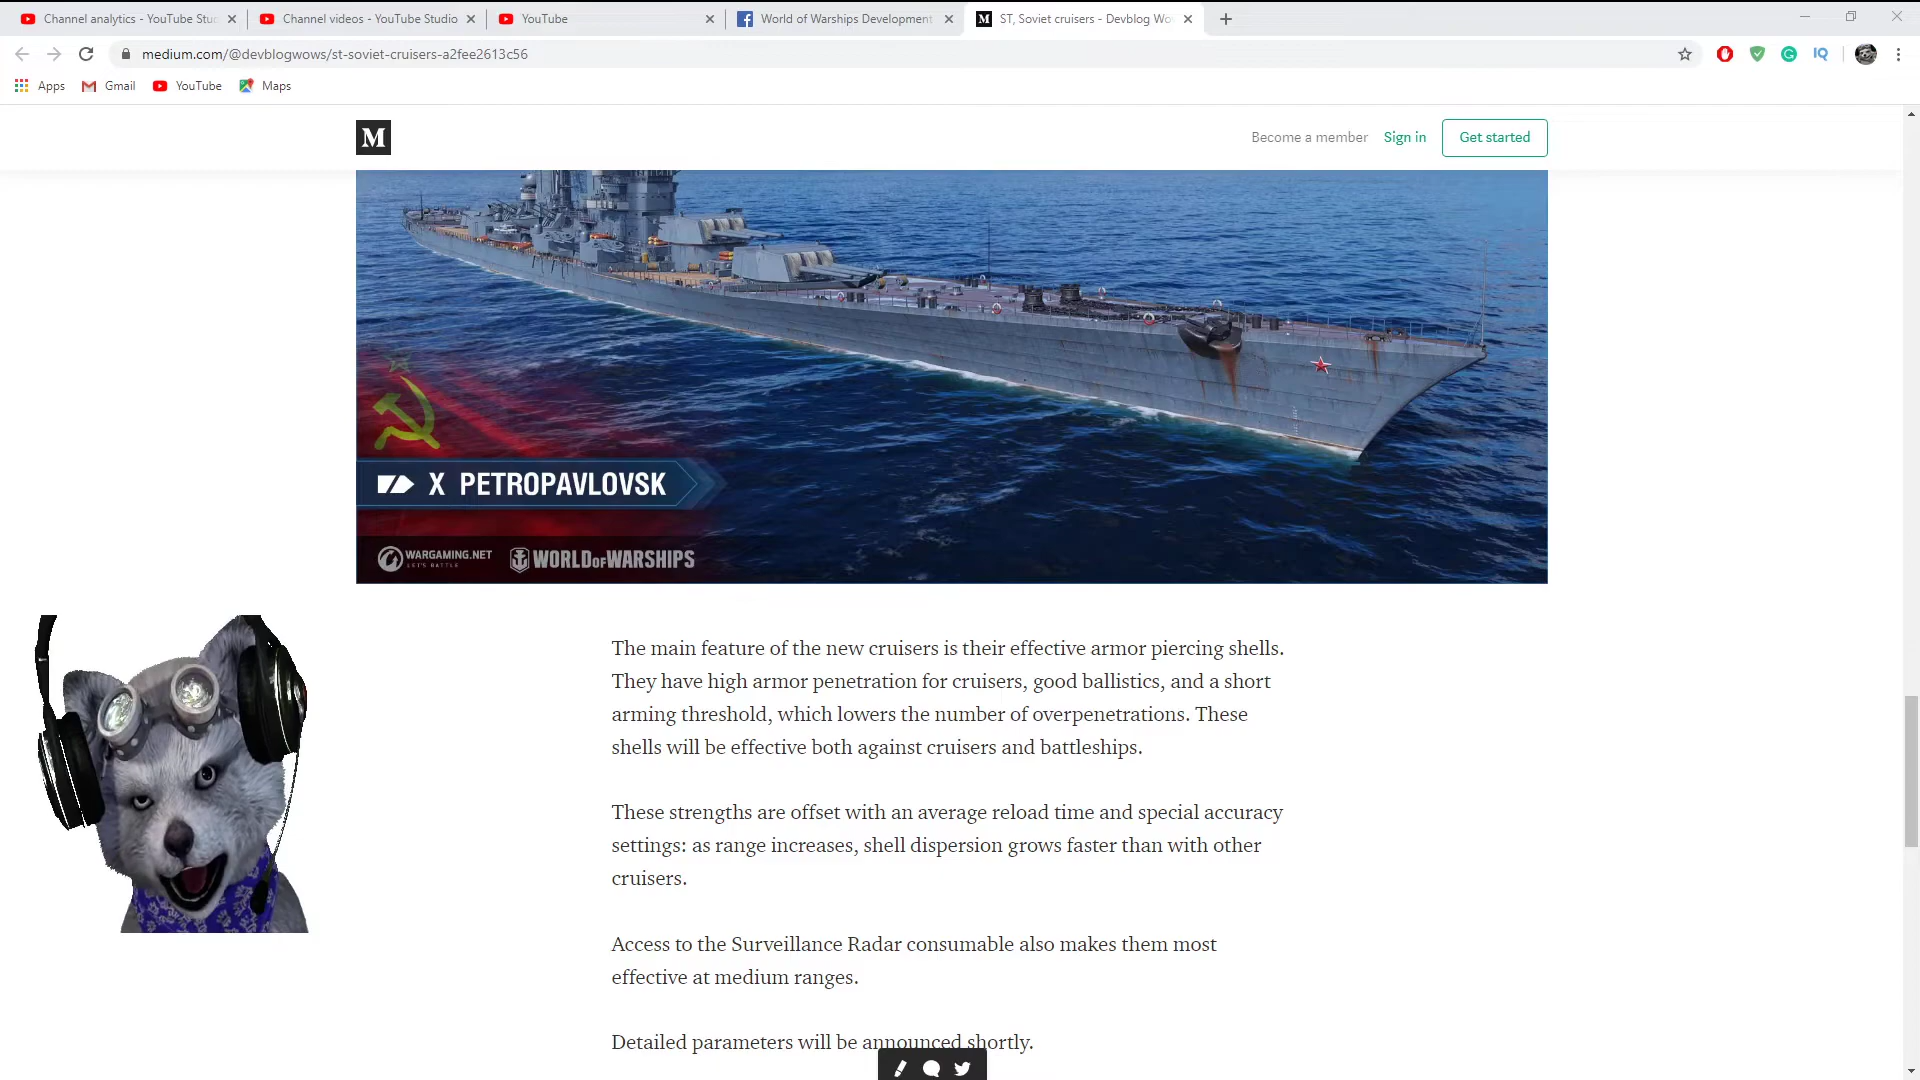 Channel analytics - YouTube Stu
Channel videos - YouTube Studio
YouTube
World of Warships Development
M
ST, Soviet cruisers - Devblog Wo
medium.com/@devblogwows/st-soviet-cruisers-a2fee2613c56
IQ
Apps
Gmail
YouTube
Maps
M
Become a member
Sign in
Get started
X PETROPAVLOVSK
WARGAMING.NET
LET'S BATTLE
WORLD OF WARSHIPS
The main feature of the new cruisers is their effective armor piercing shells.
They have high armor penetration for cruisers, good ballistics, and a short
arming threshold, which lowers the number of overpenetrations. These
shells will be effective both against cruisers and battleships.
These strengths are offset with an average reload time and special accuracy
settings: as range increases, shell dispersion grows faster than with other
cruisers.
Access to the Surveillance Radar consumable also makes them most
effective at medium ranges.
Detailed parameters will be announced shortly.